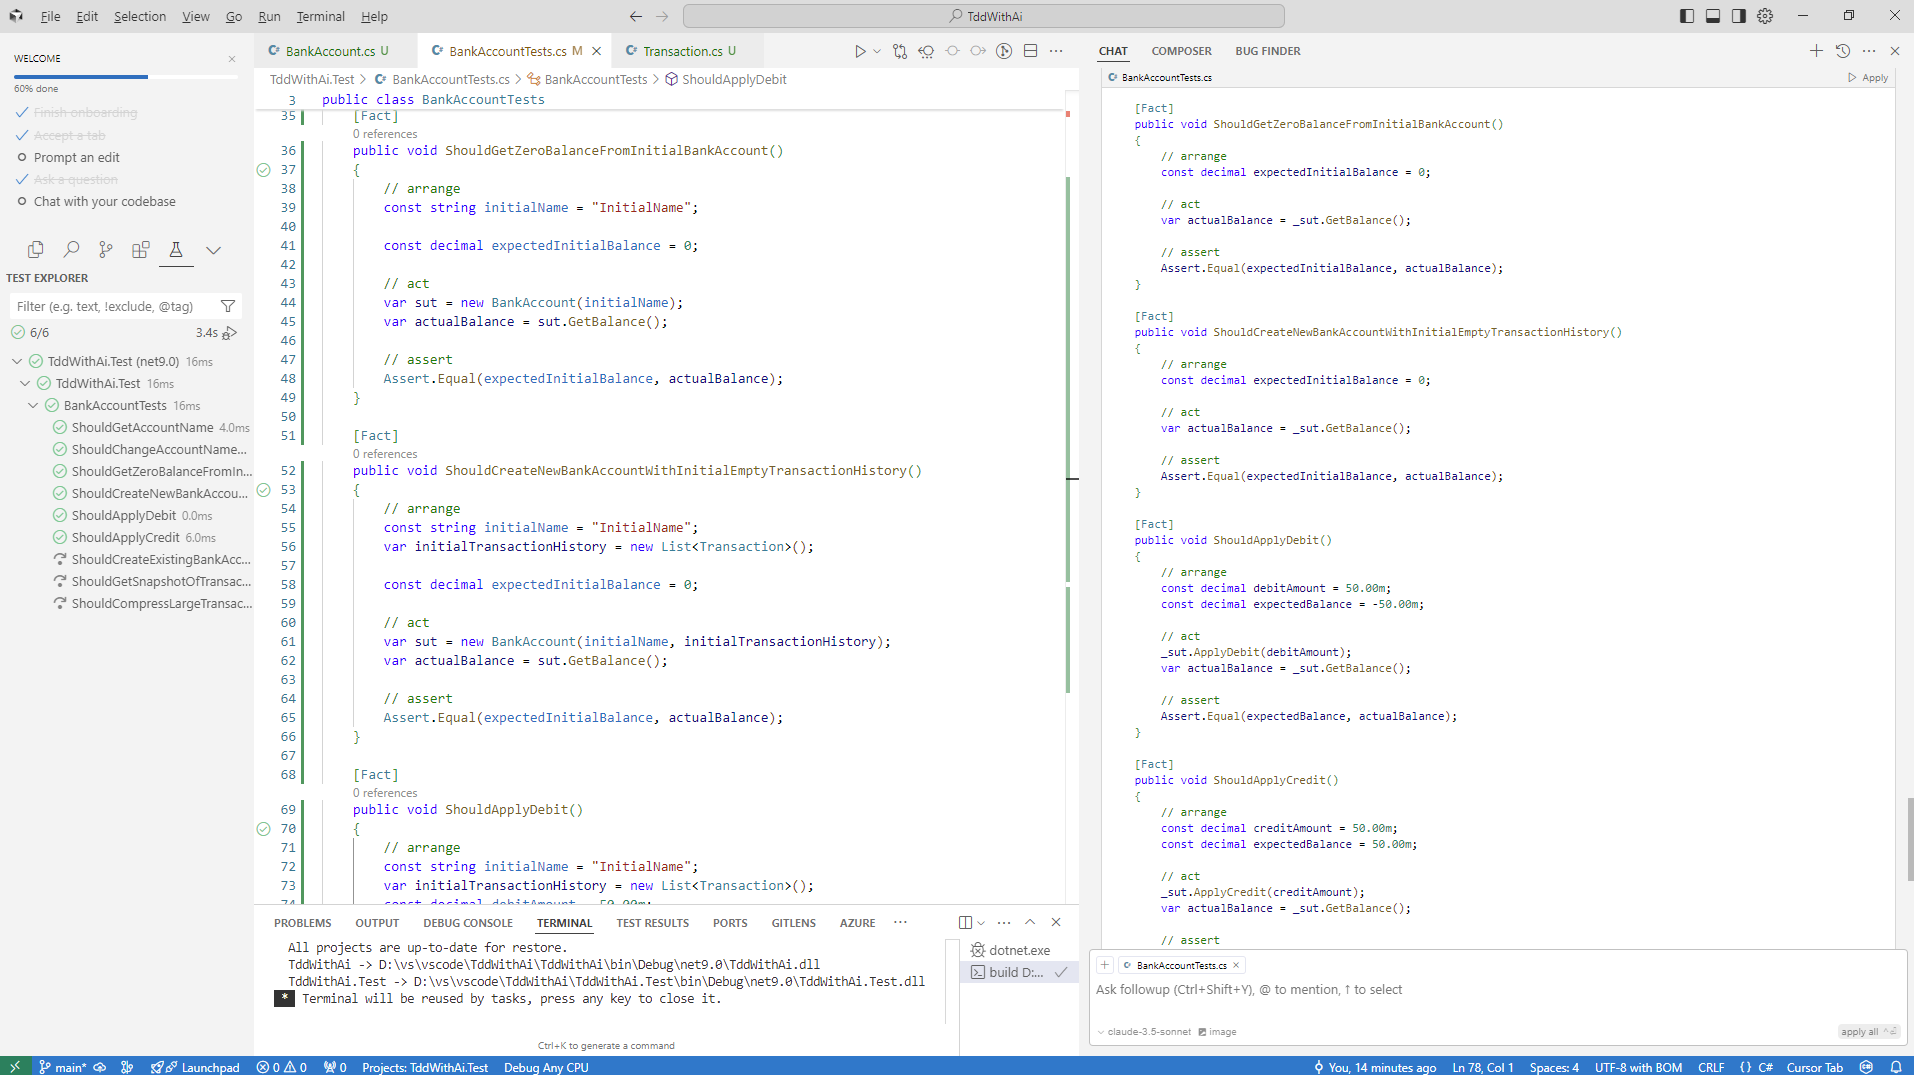 File Edit Selection View Go Run Terminal Help
TddWithAi
WELCOME
60% done
Finish onboarding
Accept a tab
Prompt an edit
Ask a question
Chat with your codebase
TEST EXPLORER
Filter (e.g. text, !exclude, @tag)
6/6 3.4s
TddWithAi.Test (net9.0) 16ms
TddWithAi.Test 16ms
BankAccountTests 16ms
ShouldGetAccountName 4.0ms
ShouldChangeAccountName...
ShouldGetZeroBalanceFromIn...
ShouldCreateNewBankAccou...
ShouldApplyDebit 0.0ms
ShouldApplyCredit 6.0ms
ShouldCreateExistingBankAcc...
ShouldGetSnapshotOfTransac...
ShouldCompressLargeTransac...
BankAccount.cs U
BankAccountTests.cs M
Transaction.cs U
TddWithAi.Test > BankAccountTests.cs > BankAccountTests > ShouldApplyDebit
3 public class BankAccountTests
35 [Fact]
0 references
36 public void ShouldGetZeroBalanceFromInitialBankAccount()
37 {
38 // arrange
39 const string initialName = "InitialName";
40
41 const decimal expectedInitialBalance = 0;
42
43 // act
44 var sut = new BankAccount(initialName);
45 var actualBalance = sut.GetBalance();
46
47 // assert
48 Assert.Equal(expectedInitialBalance, actualBalance);
49 }
50
51 [Fact]
0 references
52 public void ShouldCreateNewBankAccountWithInitialEmptyTransactionHistory()
53 {
54 // arrange
55 const string initialName = "InitialName";
56 var initialTransactionHistory = new List<Transaction>();
57
58 const decimal expectedInitialBalance = 0;
59
60 // act
61 var sut = new BankAccount(initialName, initialTransactionHistory);
62 var actualBalance = sut.GetBalance();
63
64 // assert
65 Assert.Equal(expectedInitialBalance, actualBalance);
66 }
67
68 [Fact]
0 references
69 public void ShouldApplyDebit()
70 {
71 // arrange
72 const string initialName = "InitialName";
73 var initialTransactionHistory = new List<Transaction>();
74 const decimal debitAmount = 50.00m;
PROBLEMS OUTPUT DEBUG CONSOLE TERMINAL TEST RESULTS PORTS GITLENS AZURE ...
All projects are up-to-date for restore.
TddWithAi -> D:\vs\vscode\TddWithAi\TddWithAi\bin\Debug\net9.0\TddWithAi.dll
TddWithAi.Test -> D:\vs\vscode\TddWithAi\TddWithAi.Test\bin\Debug\net9.0\TddWithAi.Test.dll
* Terminal will be reused by tasks, press any key to close it.
dotnet.exe
build D:...
Ctrl+K to generate a command
CHAT COMPOSER BUG FINDER
BankAccountTests.cs Apply
[Fact]
public void ShouldGetZeroBalanceFromInitialBankAccount()
{
// arrange
const decimal expectedInitialBalance = 0;
// act
var actualBalance = _sut.GetBalance();
// assert
Assert.Equal(expectedInitialBalance, actualBalance);
}
[Fact]
public void ShouldCreateNewBankAccountWithInitialEmptyTransactionHistory()
{
// arrange
const decimal expectedInitialBalance = 0;
// act
var actualBalance = _sut.GetBalance();
// assert
Assert.Equal(expectedInitialBalance, actualBalance);
}
[Fact]
public void ShouldApplyDebit()
{
// arrange
const decimal debitAmount = 50.00m;
const decimal expectedBalance = -50.00m;
// act
_sut.ApplyDebit(debitAmount);
var actualBalance = _sut.GetBalance();
// assert
Assert.Equal(expectedBalance, actualBalance);
}
[Fact]
public void ShouldApplyCredit()
{
// arrange
const decimal creditAmount = 50.00m;
const decimal expectedBalance = 50.00m;
// act
_sut.ApplyCredit(creditAmount);
var actualBalance = _sut.GetBalance();
// assert
BankAccountTests.cs
Ask followup (Ctrl+Shift+Y), @ to mention, ↑ to select
claude-3.5-sonnet image
apply all
main* Launchpad 0 0 0 Projects: TddWithAi.Test Debug Any CPU
You, 14 minutes ago Ln 78, Col 1 Spaces: 4 UTF-8 with BOM CRLF {} C# Cursor Tab